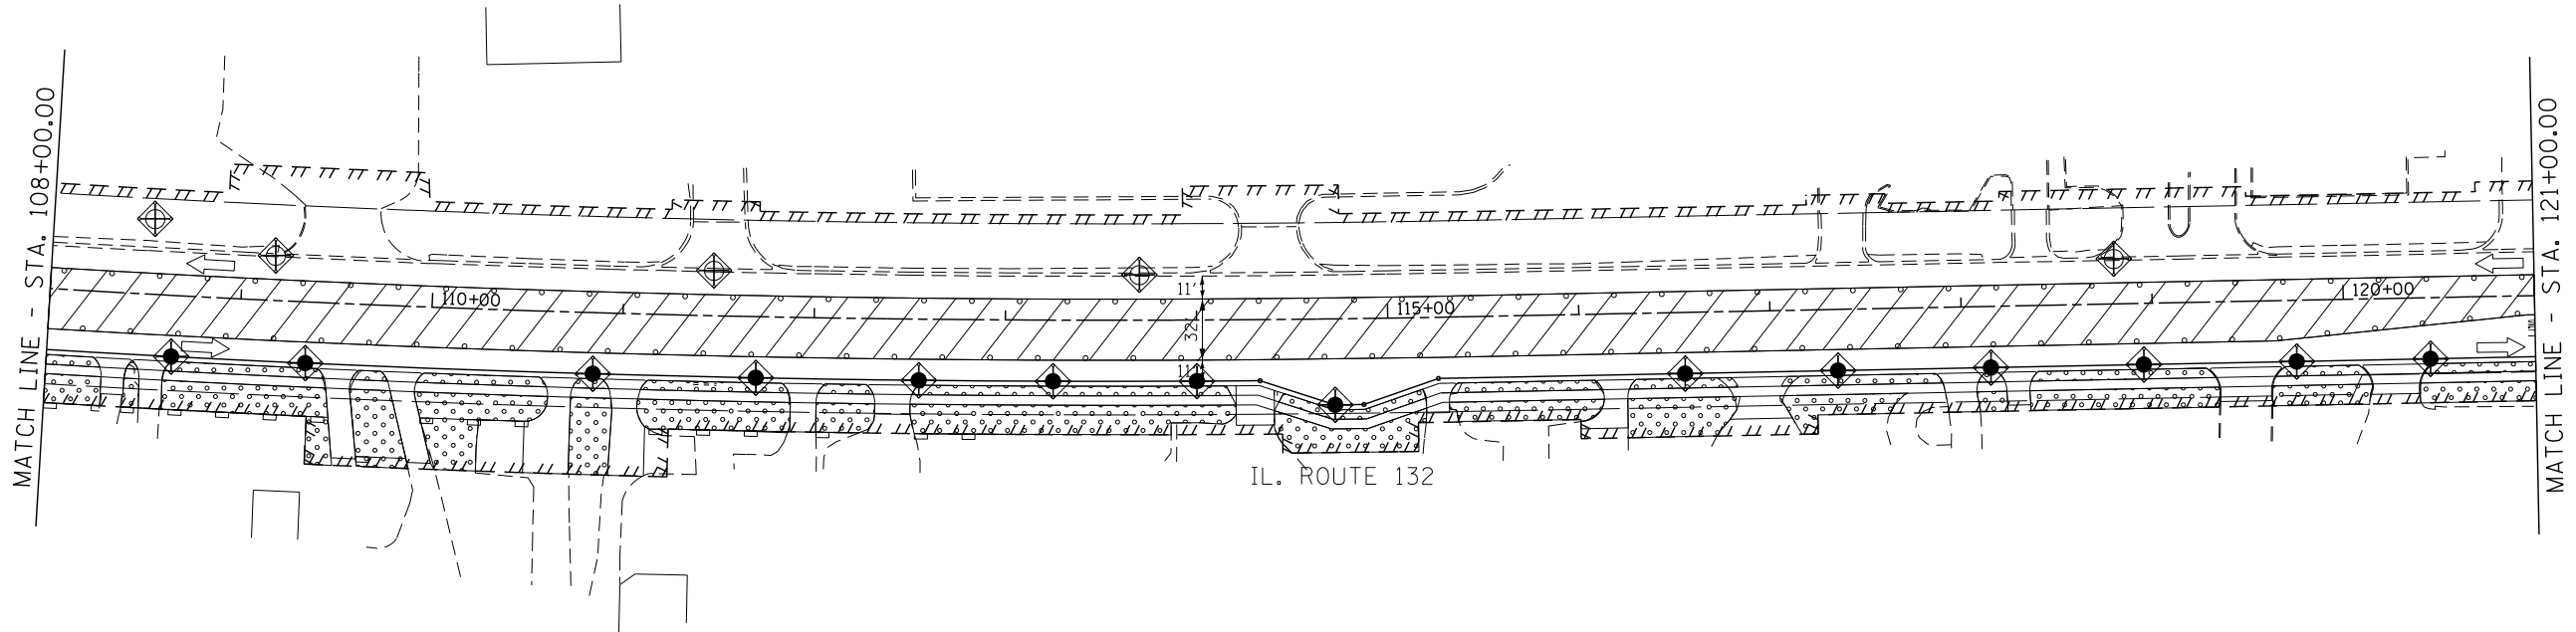 MATCH LINE - STA. 108+00.00
110+00
11'
32'
11'
115+00
120+00
IL. ROUTE 132
MATCH LINE - STA. 121+00.00